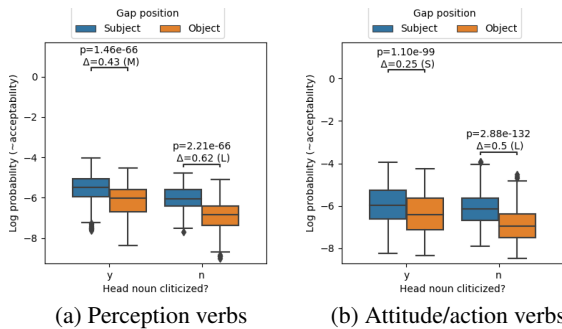 Gap position
Subject Object
p=1.46e-66
Δ=0.43 (M)
p=2.21e-66
Δ=0.62 (L)
0
−2
−4
−6
−8
Log probability (~acceptability)
y n
Head noun cliticized?
(a) Perception verbs
Gap position
Subject Object
p=1.10e-99
Δ=0.25 (S)
p=2.88e-132
Δ=0.5 (L)
0
−2
−4
−6
−8
Log probability (~acceptability)
y n
Head noun cliticized?
(b) Attitude/action verbs